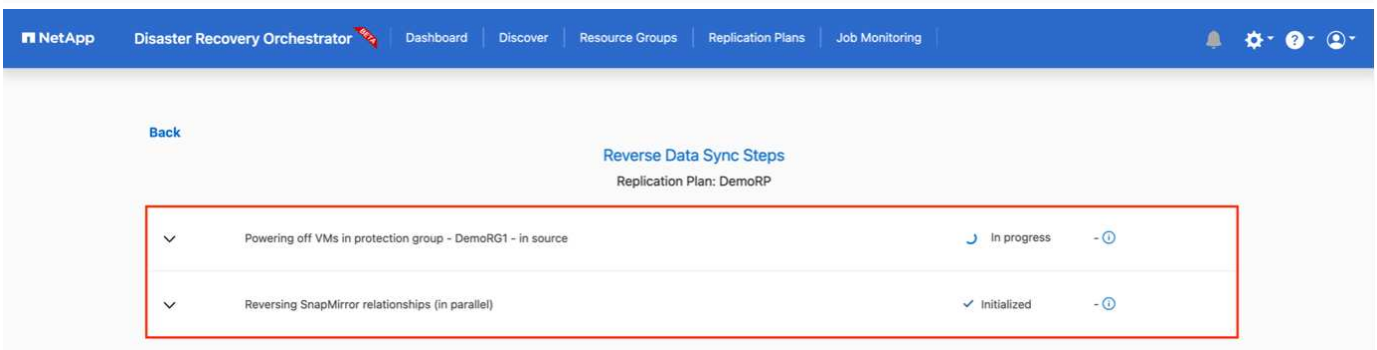 NetApp Disaster Recovery Orchestrator BETA Dashboard Discover Resource Groups Replication Plans Job Monitoring
Back
Reverse Data Sync Steps
Replication Plan: DemoRP
Powering off VMs in protection group - DemoRG1 - in source In progress -
Reversing SnapMirror relationships (in parallel) Initialized -